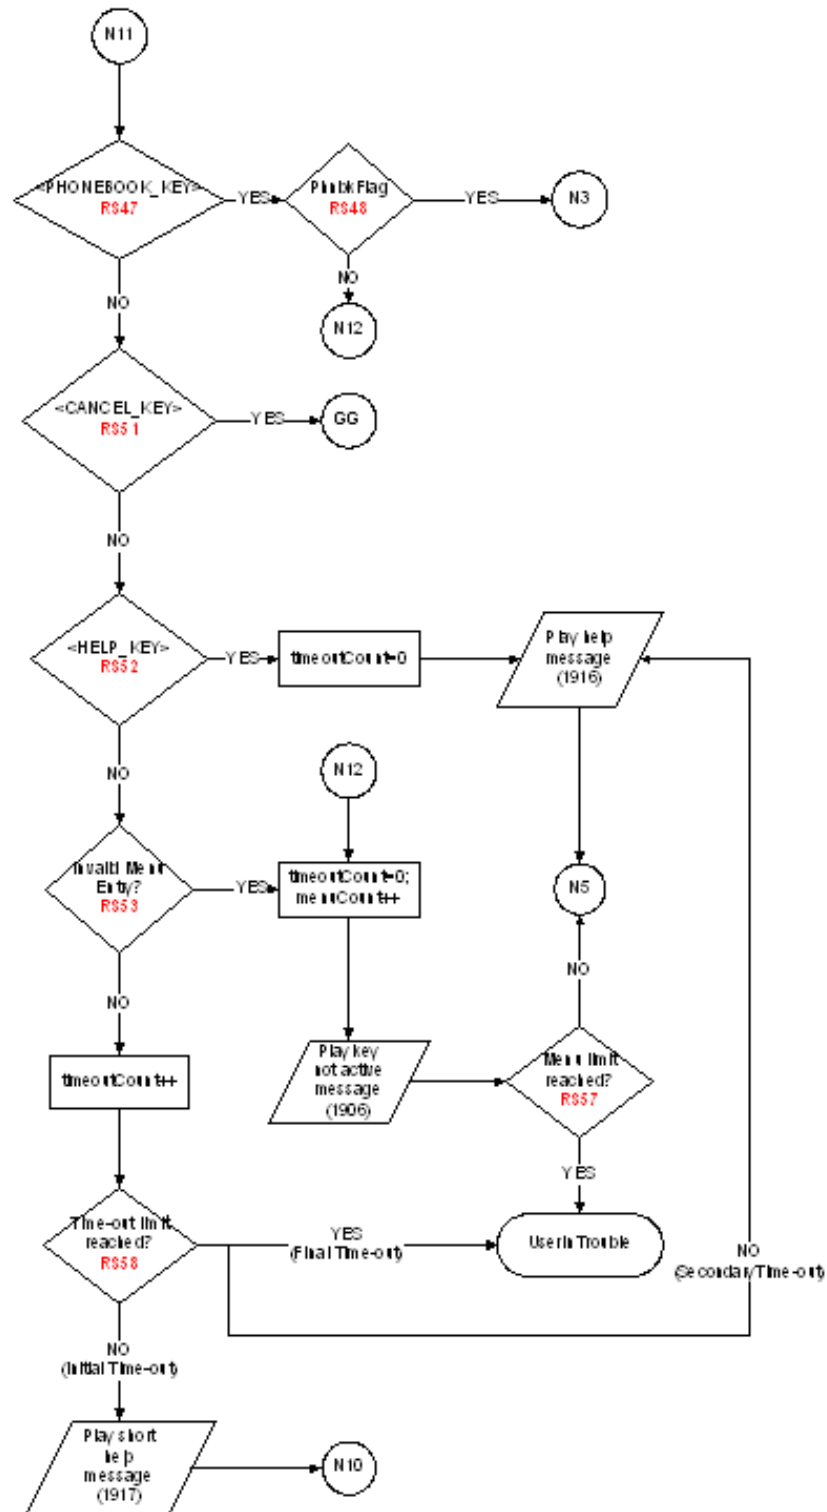 N11
<PHONEBOOK_KEY>
RS47
YES
PhnbkFlag
RS48
YES
N3
NO
NO
N12
<CANCEL_KEY>
RS51
YES
GG
NO
<HELP_KEY>
RS52
YES
timeoutCount=0
Play help
message
(1916)
NO
N12
Invalid Menu
Entry?
RS53
YES
timeoutCount=0;
menuCount++
N5
NO
NO
timeoutCount++
Play key
not active
message
(1906)
Menu limit
reached?
RS57
YES
Time-out limit
reached?
RS58
YES
(Final Time-out)
User in Trouble
NO
(Secondary Time-out)
NO
(Initial Time-out)
Play short
help
message
(1917)
N10